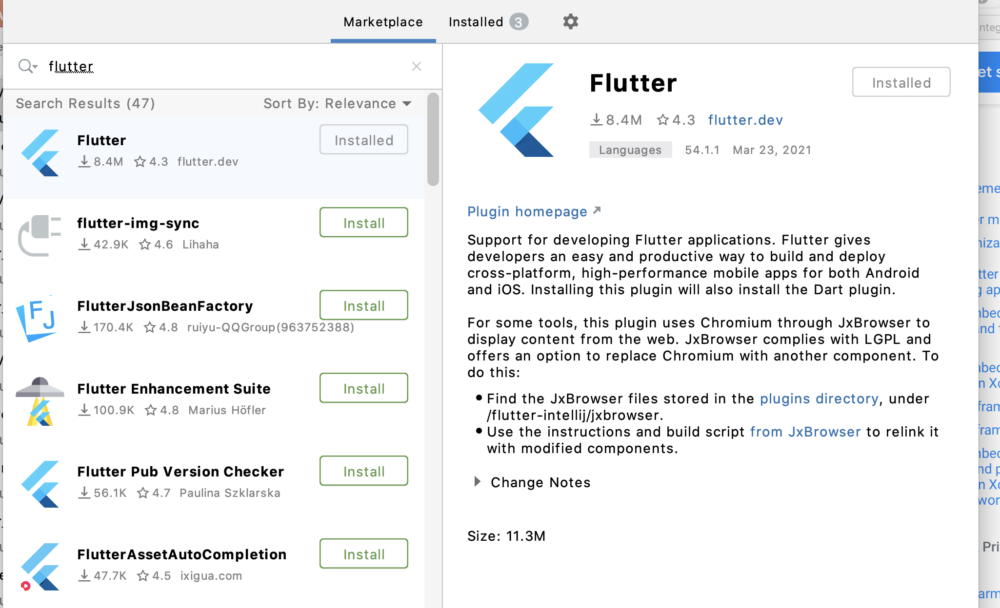 Marketplace
Installed 3
flutter
Search Results (47)
Sort By: Relevance
Flutter
Installed
8.4M 4.3 flutter.dev
flutter-img-sync
Install
42.9K 4.6 Lihaha
FlutterJsonBeanFactory
Install
170.4K 4.8 ruiyu-QQGroup(963752388)
Flutter Enhancement Suite
Install
100.9K 4.8 Marius Höfler
Flutter Pub Version Checker
Install
56.1K 4.7 Paulina Szklarska
FlutterAssetAutoCompletion
Install
47.7K 4.5 ixigua.com
Flutter
Installed
8.4M 4.3 flutter.dev
Languages 54.1.1 Mar 23, 2021
Plugin homepage
Support for developing Flutter applications. Flutter gives
developers an easy and productive way to build and deploy
cross-platform, high-performance mobile apps for both Android
and iOS. Installing this plugin will also install the Dart plugin.
For some tools, this plugin uses Chromium through JxBrowser to
display content from the web. JxBrowser complies with LGPL and
offers an option to replace Chromium with another component. To
do this:
Find the JxBrowser files stored in the plugins directory, under
/flutter-intellij/jxbrowser.
Use the instructions and build script from JxBrowser to relink it
with modified components.
Change Notes
Size: 11.3M